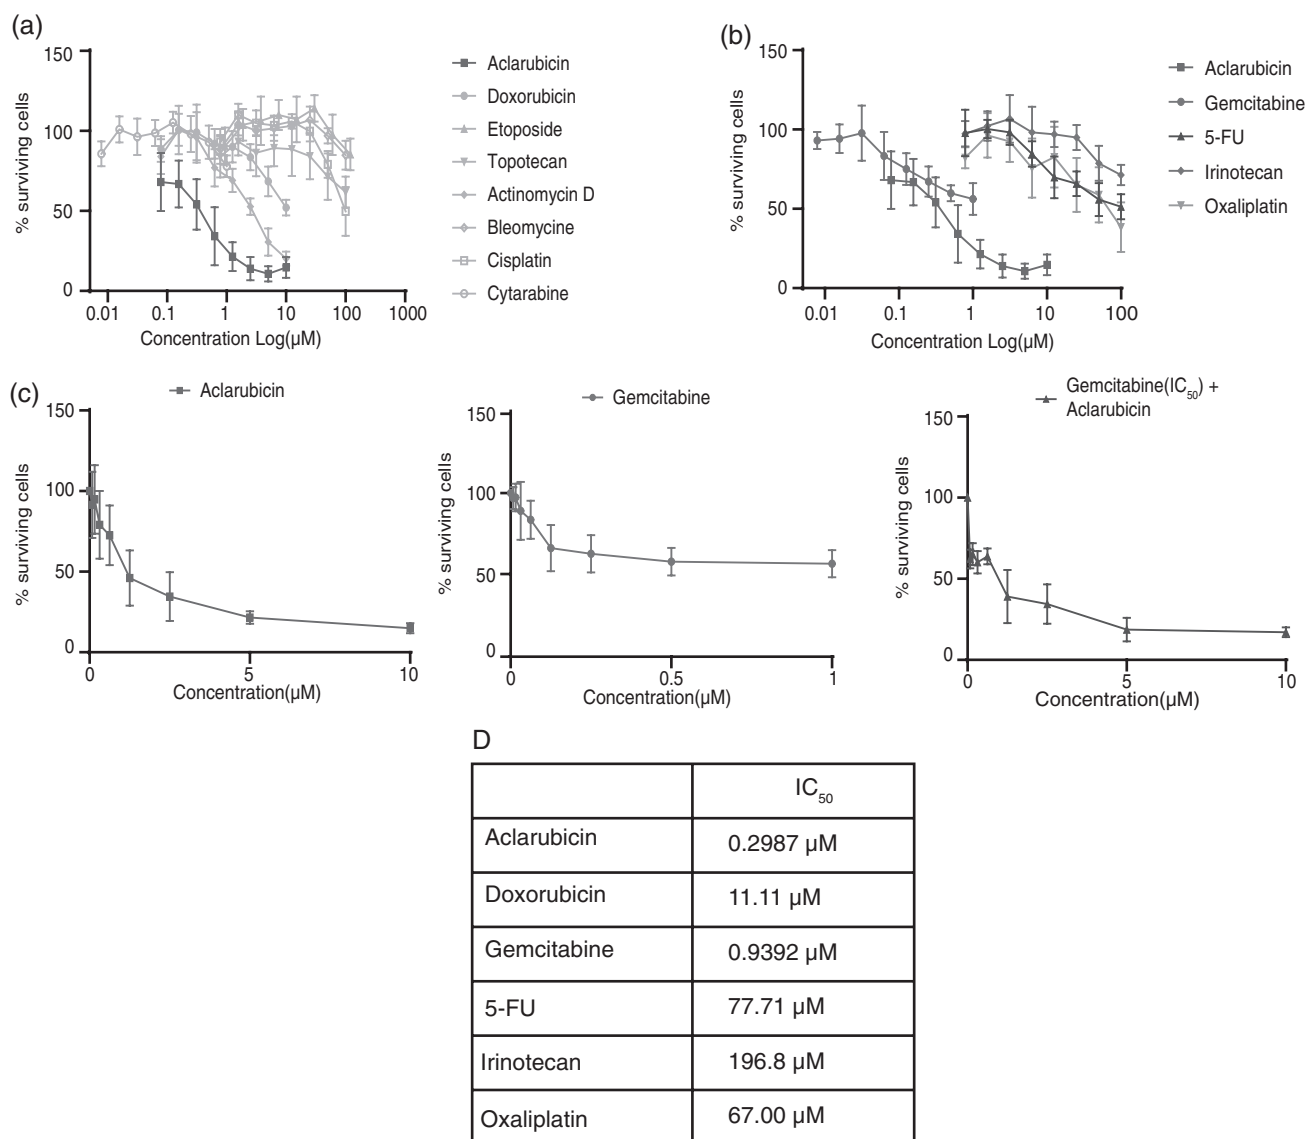 (a)
150
100
50
0
% surviving cells
0.01 0.1 1 10 100 1000
Concentration Log(µM)
Aclarubicin
Doxorubicin
Etoposide
Topotecan
Actinomycin D
Bleomycine
Cisplatin
Cytarabine
(b)
150
100
50
0
% surviving cells
0.01 0.1 1 10 100
Concentration Log(µM)
Aclarubicin
Gemcitabine
5-FU
Irinotecan
Oxaliplatin
(c)
Aclarubicin
150
100
50
0
% surviving cells
0 5 10
Concentration(µM)
Gemcitabine
150
100
50
0
% surviving cells
0 0.5 1
Concentration(µM)
Gemcitabine(IC50) +
Aclarubicin
150
100
50
0
% surviving cells
0 5 10
Concentration(µM)
D
IC50
Aclarubicin 0.2987 µM
Doxorubicin 11.11 µM
Gemcitabine 0.9392 µM
5-FU 77.71 µM
Irinotecan 196.8 µM
Oxaliplatin 67.00 µM